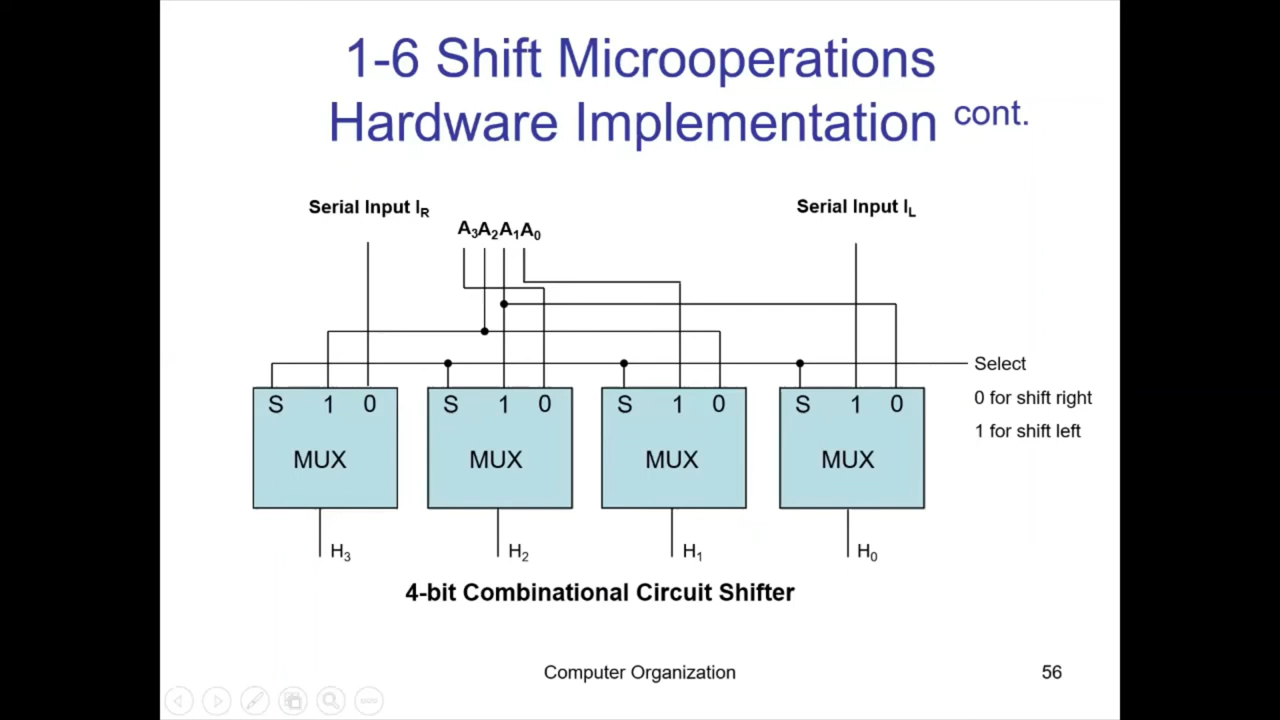 1-6 Shift Microoperations
Hardware Implementation cont.
Serial Input I_R
Serial Input I_L
A₃A₂A₁A₀
Select
0 for shift right
1 for shift left
S 1 0
S 1 0
S 1 0
S 1 0
MUX
MUX
MUX
MUX
H₃
H₂
H₁
H₀
4-bit Combinational Circuit Shifter
Computer Organization
56